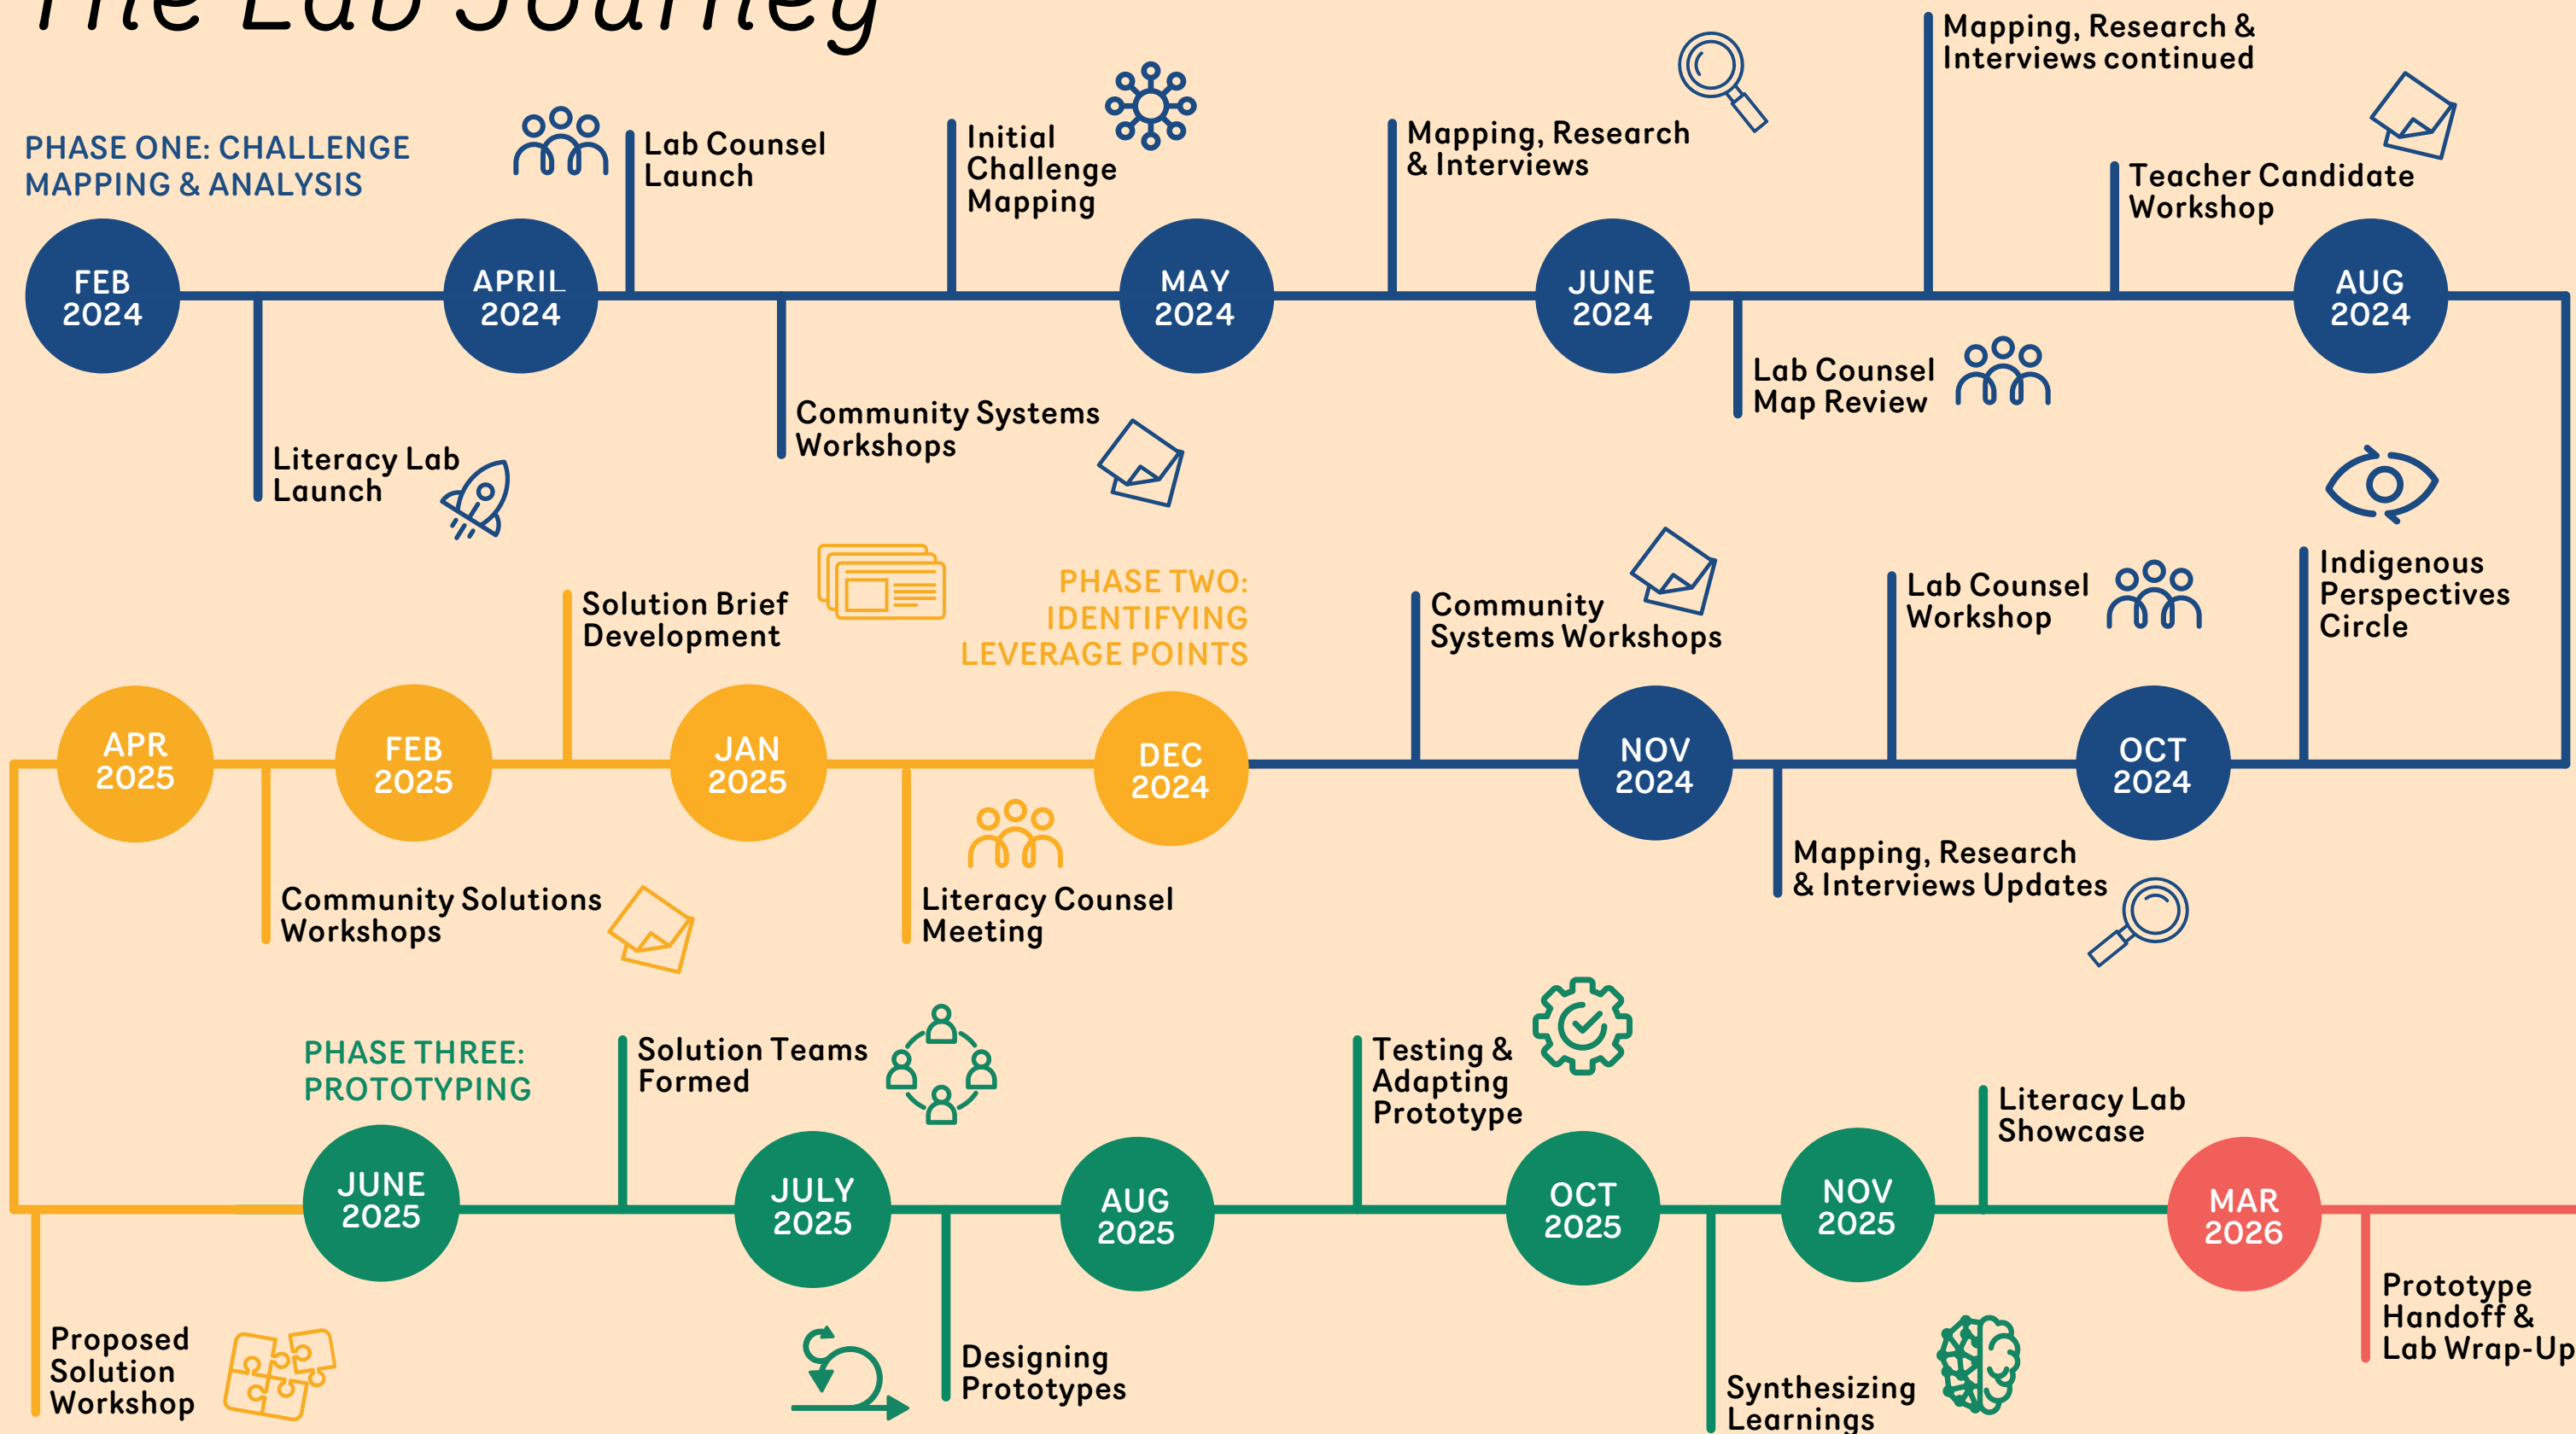 The Lab Journey
PHASE ONE: CHALLENGE
MAPPING & ANALYSIS
FEB
2024
Literacy Lab
Launch
APRIL
2024
Lab Counsel
Launch
Community Systems
Workshops
Initial
Challenge
Mapping
MAY
2024
Mapping, Research
& Interviews
JUNE
2024
Lab Counsel
Map Review
Mapping, Research &
Interviews continued
Teacher Candidate
Workshop
AUG
2024
Indigenous
Perspectives
Circle
OCT
2024
Lab Counsel
Workshop
Mapping, Research
& Interviews Updates
NOV
2024
Community
Systems Workshops
PHASE TWO:
IDENTIFYING
LEVERAGE POINTS
DEC
2024
Literacy Counsel
Meeting
JAN
2025
Solution Brief
Development
FEB
2025
Community Solutions
Workshops
APR
2025
Proposed
Solution
Workshop
PHASE THREE:
PROTOTYPING
JUNE
2025
Solution Teams
Formed
JULY
2025
Designing
Prototypes
AUG
2025
Testing &
Adapting
Prototype
OCT
2025
Synthesizing
Learnings
NOV
2025
Literacy Lab
Showcase
MAR
2026
Prototype
Handoff &
Lab Wrap-Up